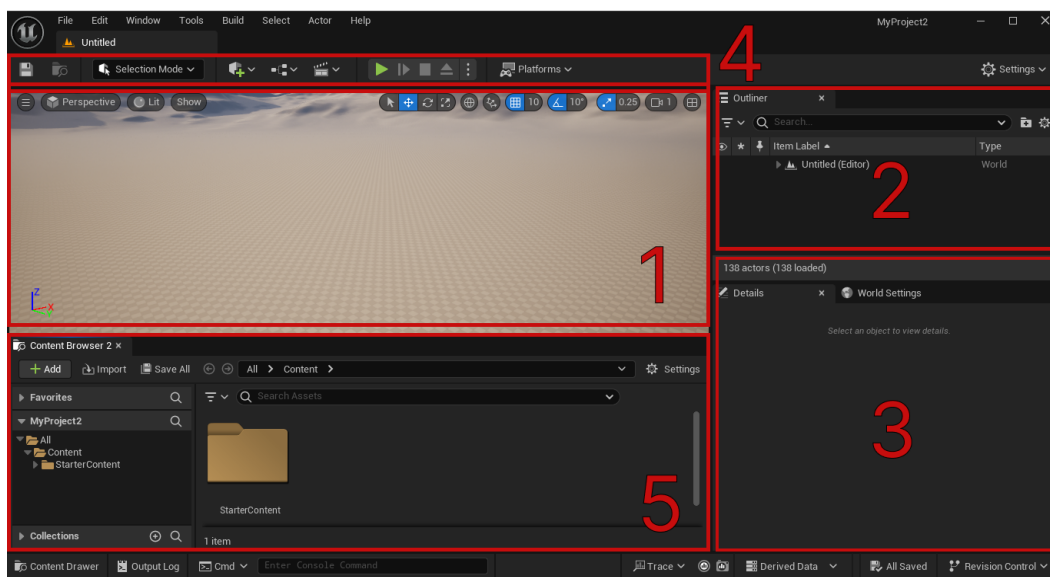 File Edit Window Tools Build Select Actor Help
MyProject2
Untitled
Selection Mode
Platforms
4
Settings
Perspective Lit Show
10 10° 0.25 1
Outliner
Search...
Item Label Type
Untitled (Editor) World
2
1
Z
X
138 actors (138 loaded)
Details World Settings
Select an object to view details.
3
Content Browser 2
Add Import Save All All Content Settings
Favorites
Search Assets
MyProject2
All
Content
StarterContent
StarterContent
5
Collections
1 item
Content Drawer Output Log Cmd Enter Console Command Trace Derived Data All Saved Revision Control